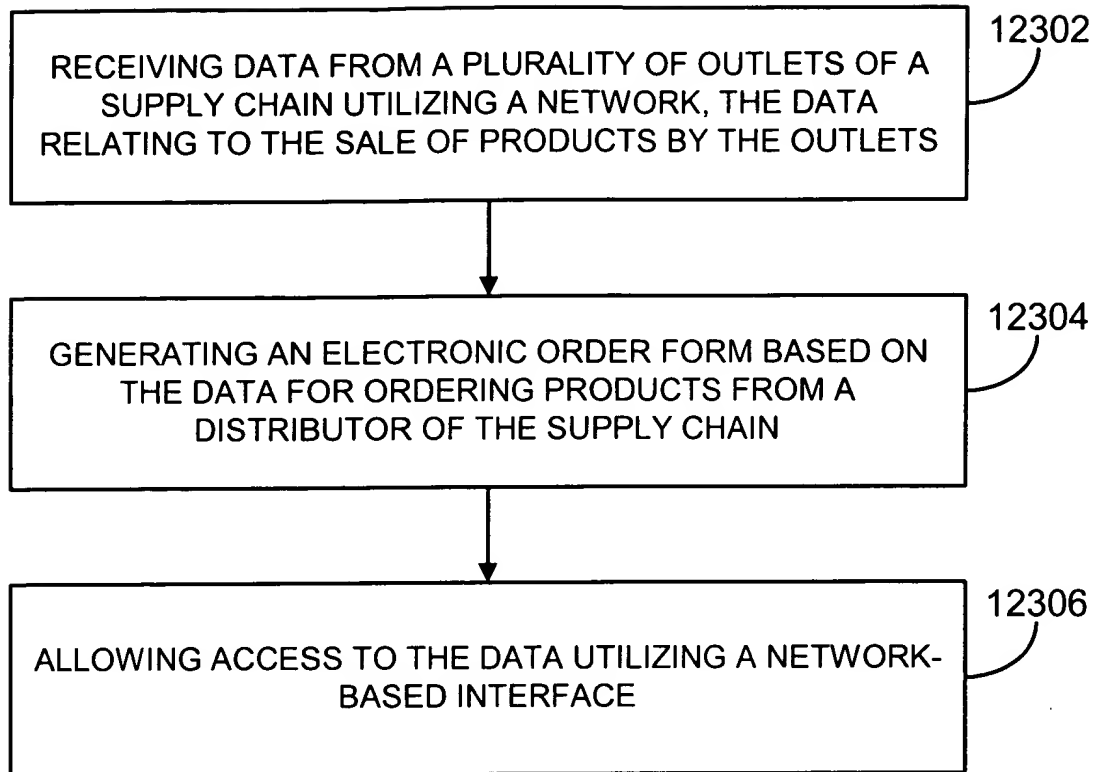 12302
RECEIVING DATA FROM A PLURALITY OF OUTLETS OF A
SUPPLY CHAIN UTILIZING A NETWORK, THE DATA
RELATING TO THE SALE OF PRODUCTS BY THE OUTLETS
12304
GENERATING AN ELECTRONIC ORDER FORM BASED ON
THE DATA FOR ORDERING PRODUCTS FROM A
DISTRIBUTOR OF THE SUPPLY CHAIN
12306
ALLOWING ACCESS TO THE DATA UTILIZING A NETWORK-
BASED INTERFACE